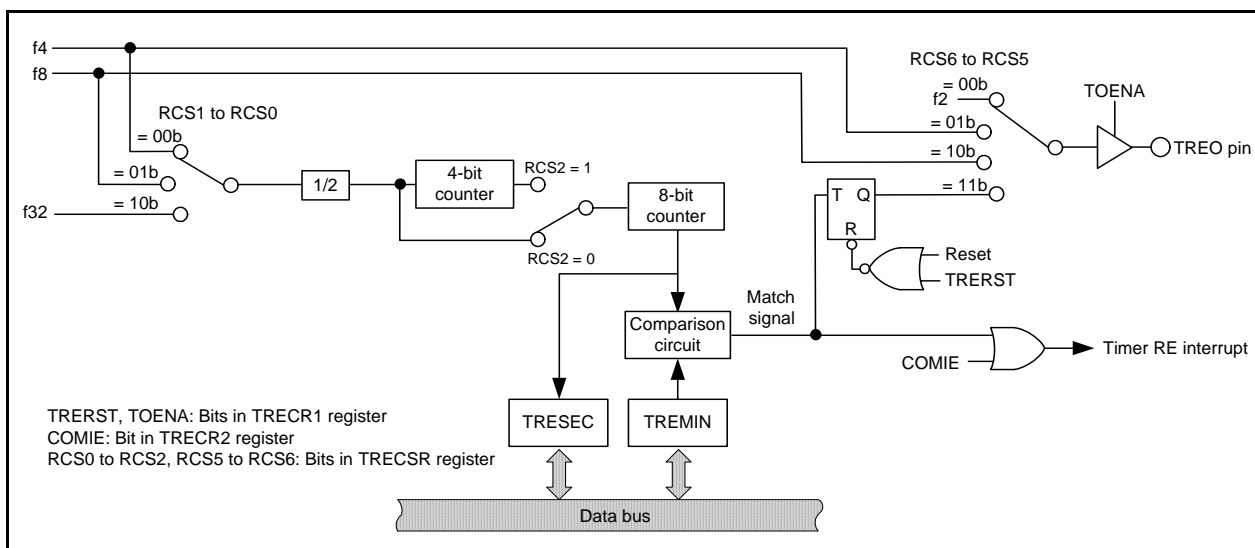 f4
f8
RCS1 to RCS0
= 00b
= 01b
= 10b
f32
1/2
4-bit
counter
RCS2 = 1
RCS2 = 0
8-bit
counter
RCS6 to RCS5
= 00b
f2
= 01b
= 10b
= 11b
TOENA
TREO pin
T Q
R
Reset
TRERST
Comparison
circuit
Match
signal
COMIE
Timer RE interrupt
TRESEC
TREMIN
TRERST, TOENA: Bits in TRECR1 register
COMIE: Bit in TRECR2 register
RCS0 to RCS2, RCS5 to RCS6: Bits in TRECSR register
Data bus